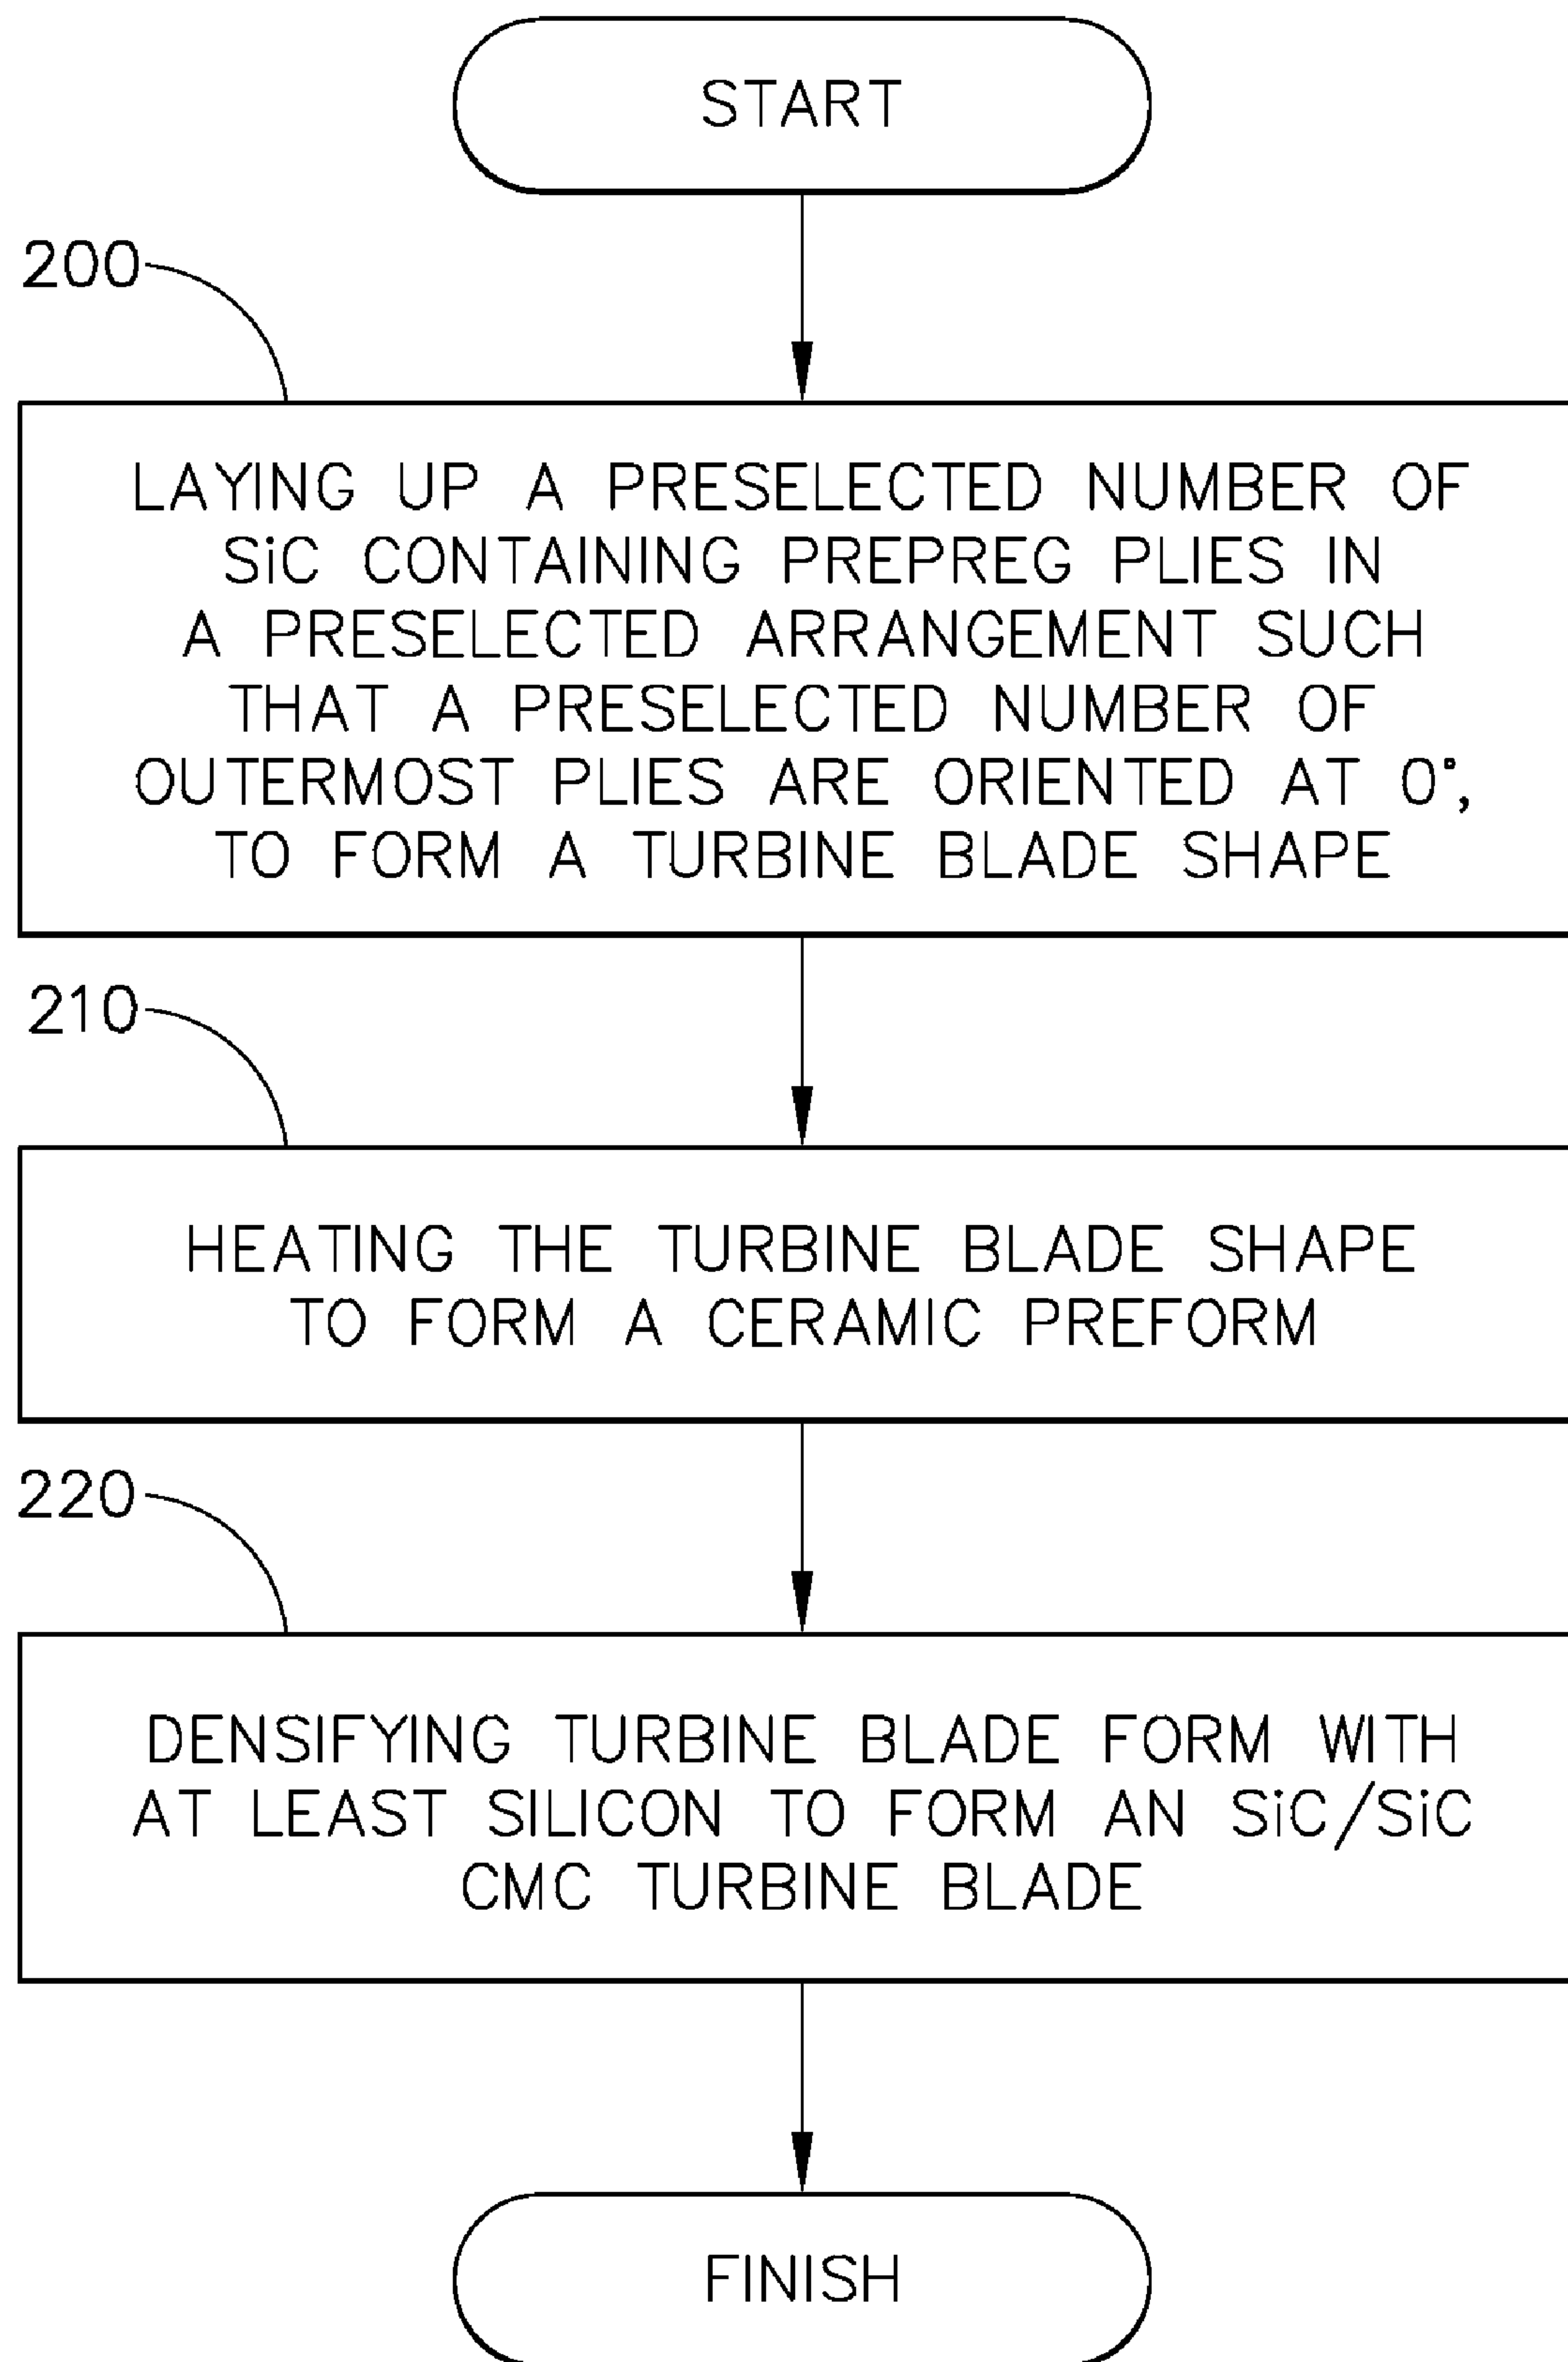 START
200
LAYING UP A PRESELECTED NUMBER OF
SiC CONTAINING PREPREG PLIES IN
A PRESELECTED ARRANGEMENT SUCH
THAT A PRESELECTED NUMBER OF
OUTERMOST PLIES ARE ORIENTED AT 0°,
TO FORM A TURBINE BLADE SHAPE
210
HEATING THE TURBINE BLADE SHAPE
TO FORM A CERAMIC PREFORM
220
DENSIFYING TURBINE BLADE FORM WITH
AT LEAST SILICON TO FORM AN SiC/SiC
CMC TURBINE BLADE
FINISH